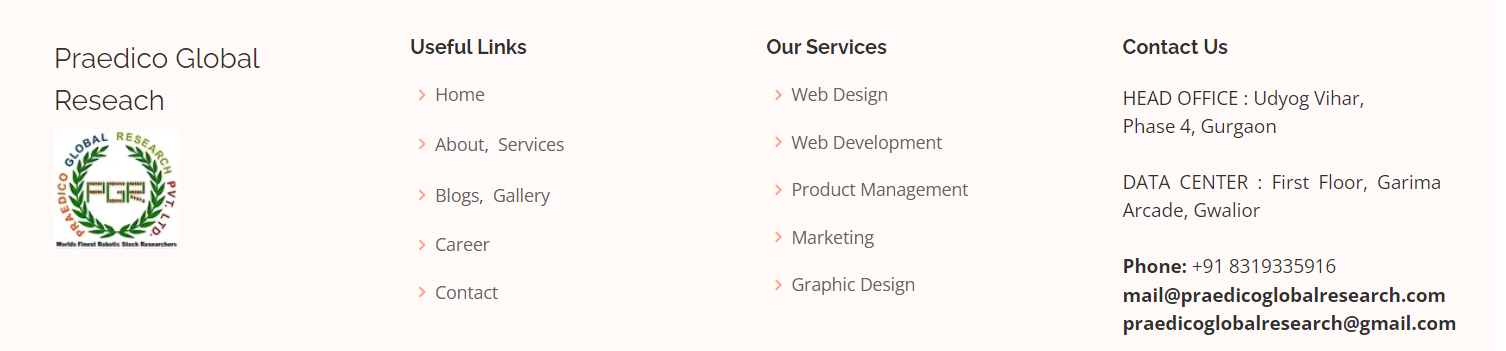 Praedico Global
Reseach
PRAEDICO GLOBAL RESEARCH PVT. LTD.
PGR
Worlds Finest Robotic Stock Researchers
Useful Links
Home
About, Services
Blogs, Gallery
Career
Contact
Our Services
Web Design
Web Development
Product Management
Marketing
Graphic Design
Contact Us
HEAD OFFICE : Udyog Vihar,
Phase 4, Gurgaon
DATA CENTER : First Floor, Garima
Arcade, Gwalior
Phone: +91 8319335916
mail@praedicoglobalresearch.com
praedicoglobalresearch@gmail.com